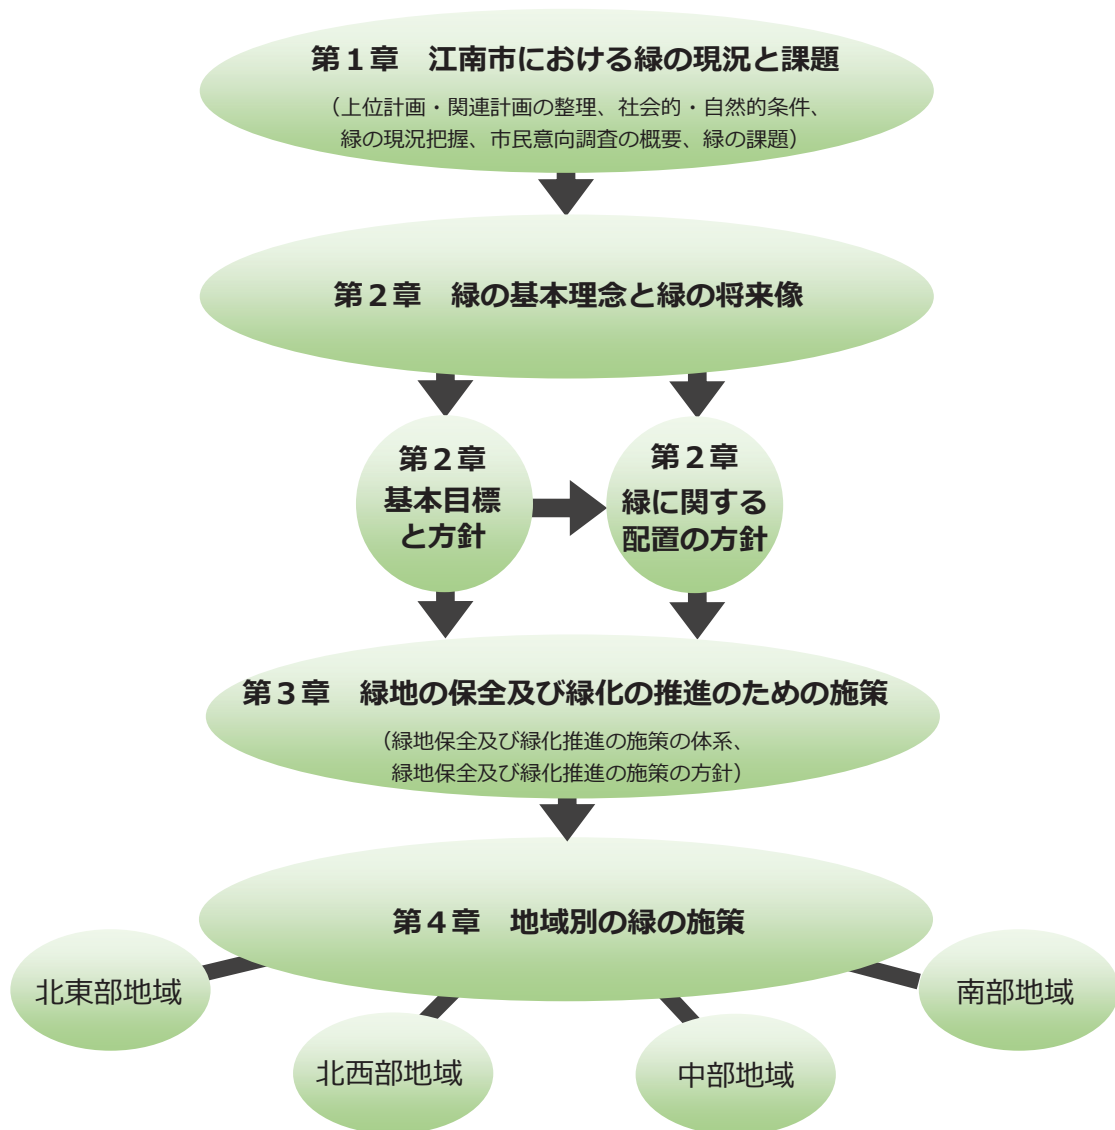 第１章　江南市における緑の現況と課題
（上位計画・関連計画の整理、社会的・自然的条件、
緑の現況把握、市民意向調査の概要、緑の課題）
第２章　緑の基本理念と緑の将来像
第２章
基本目標
と方針
第２章
緑に関する
配置の方針
第３章　緑地の保全及び緑化の推進のための施策
（緑地保全及び緑化推進の施策の体系、
緑地保全及び緑化推進の施策の方針）
第４章　地域別の緑の施策
北東部地域
北西部地域
中部地域
南部地域